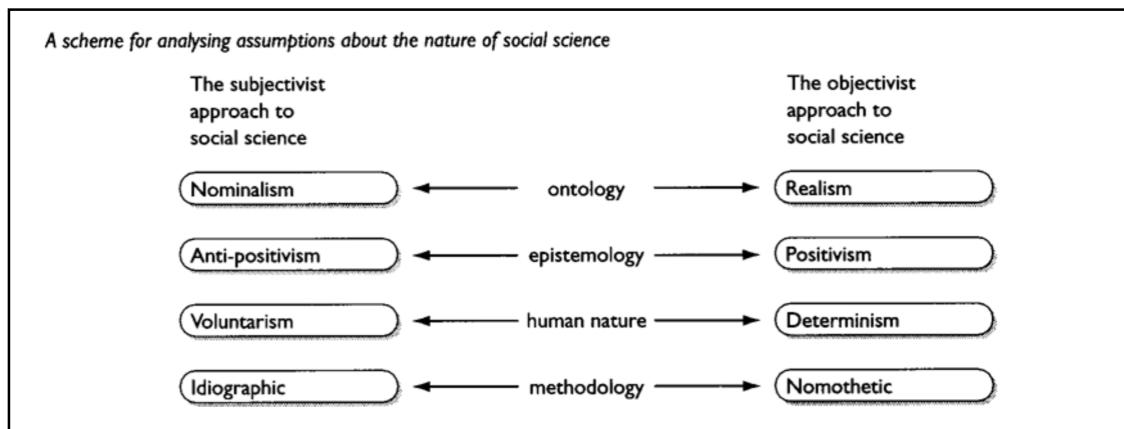 A scheme for analysing assumptions about the nature of social science
The subjectivist
approach to
social science
The objectivist
approach to
social science
Nominalism ontology Realism
Anti-positivism epistemology Positivism
Voluntarism human nature Determinism
Idiographic methodology Nomothetic